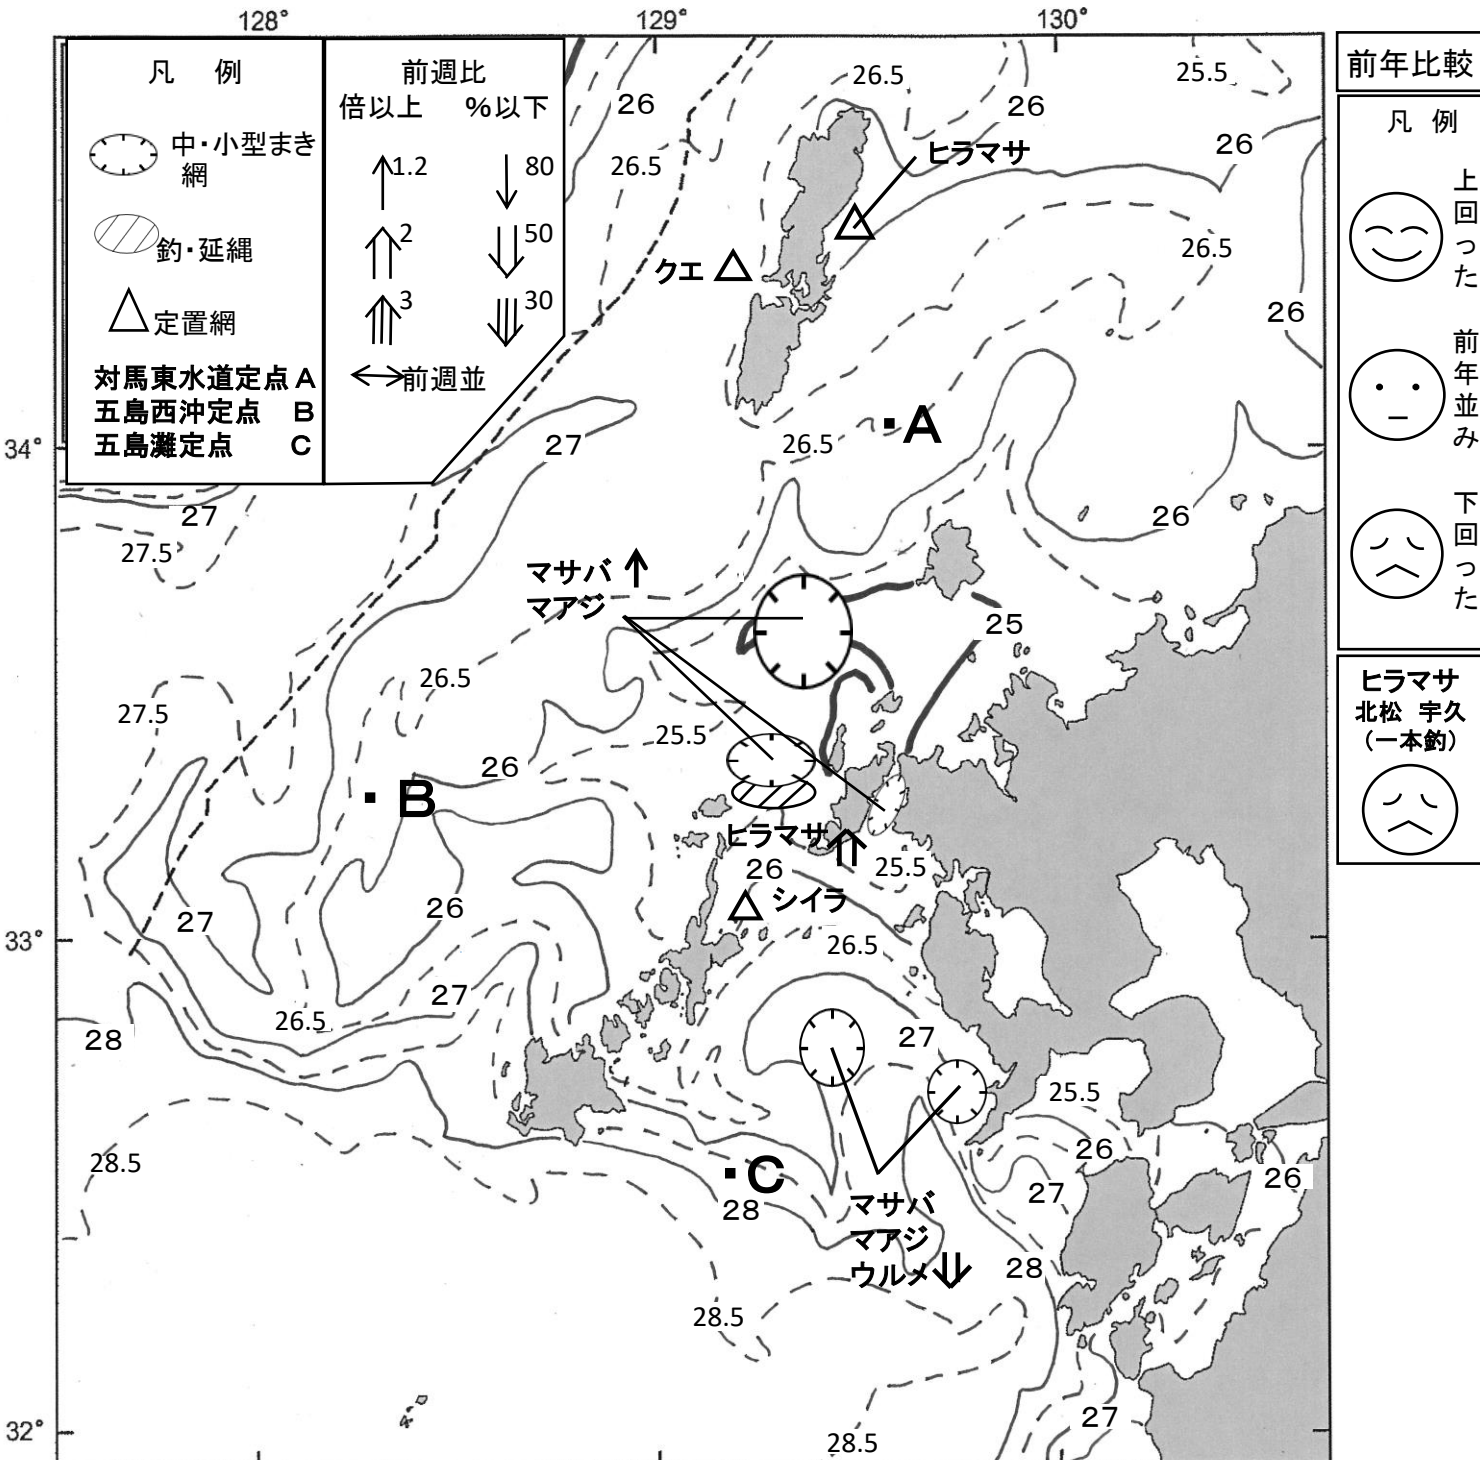 128°
129°
130°
凡 例
中・小型まき
網
釣・延縄
定置網
対馬東水道定点 A
五島西沖定点 B
五島灘定点 C
前週比
倍以上 %以下
1.2 80
2 50
3 30
前週並
前年比較
凡 例
上回った
前年並み
下回った
ヒラマサ
北松 宇久
(一本釣)
26.5
25.5
26
26
26
26.5
ヒラマサ
26.5
クエ
26
34°
27
26.5
A
27
26
27.5
マサバ
マアジ
25
26.5
27.5
25.5
26
B
ヒラマサ
26
25.5
シイラ
26
27
33°
26.5
27
26.5
28
27
25.5
26
28.5
C
28
27
26
マサバ
マアジ
ウルメ
28
28.5
27
32°
28.5